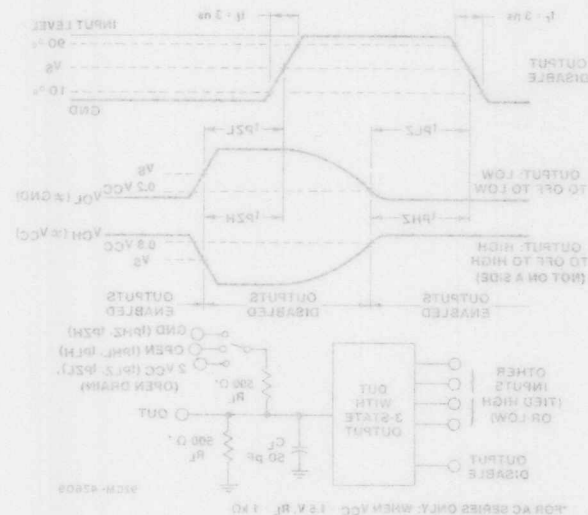 tr = 3 ns
tf = 3 ns
INPUT LEVEL
90 %
VS
10 %
GND
OUTPUT
DISABLE
tPLZ
tPZL
OUTPUT: LOW
TO OFF TO LOW
VS
0.2 VCC
VOL (≠ GND)
tPHZ
tPZH
OUTPUT: HIGH
TO OFF TO HIGH
(NOT ON A SIDE)
VOH (≠ VCC)
0.8 VCC
VS
OUTPUTS
ENABLED
OUTPUTS
DISABLED
OUTPUTS
ENABLED
OTHER
INPUTS
(TIED HIGH
OR LOW)
OUTPUT
DISABLE
DUT
WITH
3-STATE
OUTPUT
GND (tPHZ, tPZH)
OPEN (tPHL, tPLH)
2 VCC (tPLZ, tPZL)
(OPEN DRAIN)
500 Ω*
RL
OUT
CL
50 pF
500 Ω*
RL
92CM-42609
*FOR AC SERIES ONLY: WHEN VCC = 1.5 V, RL = 1 kΩ